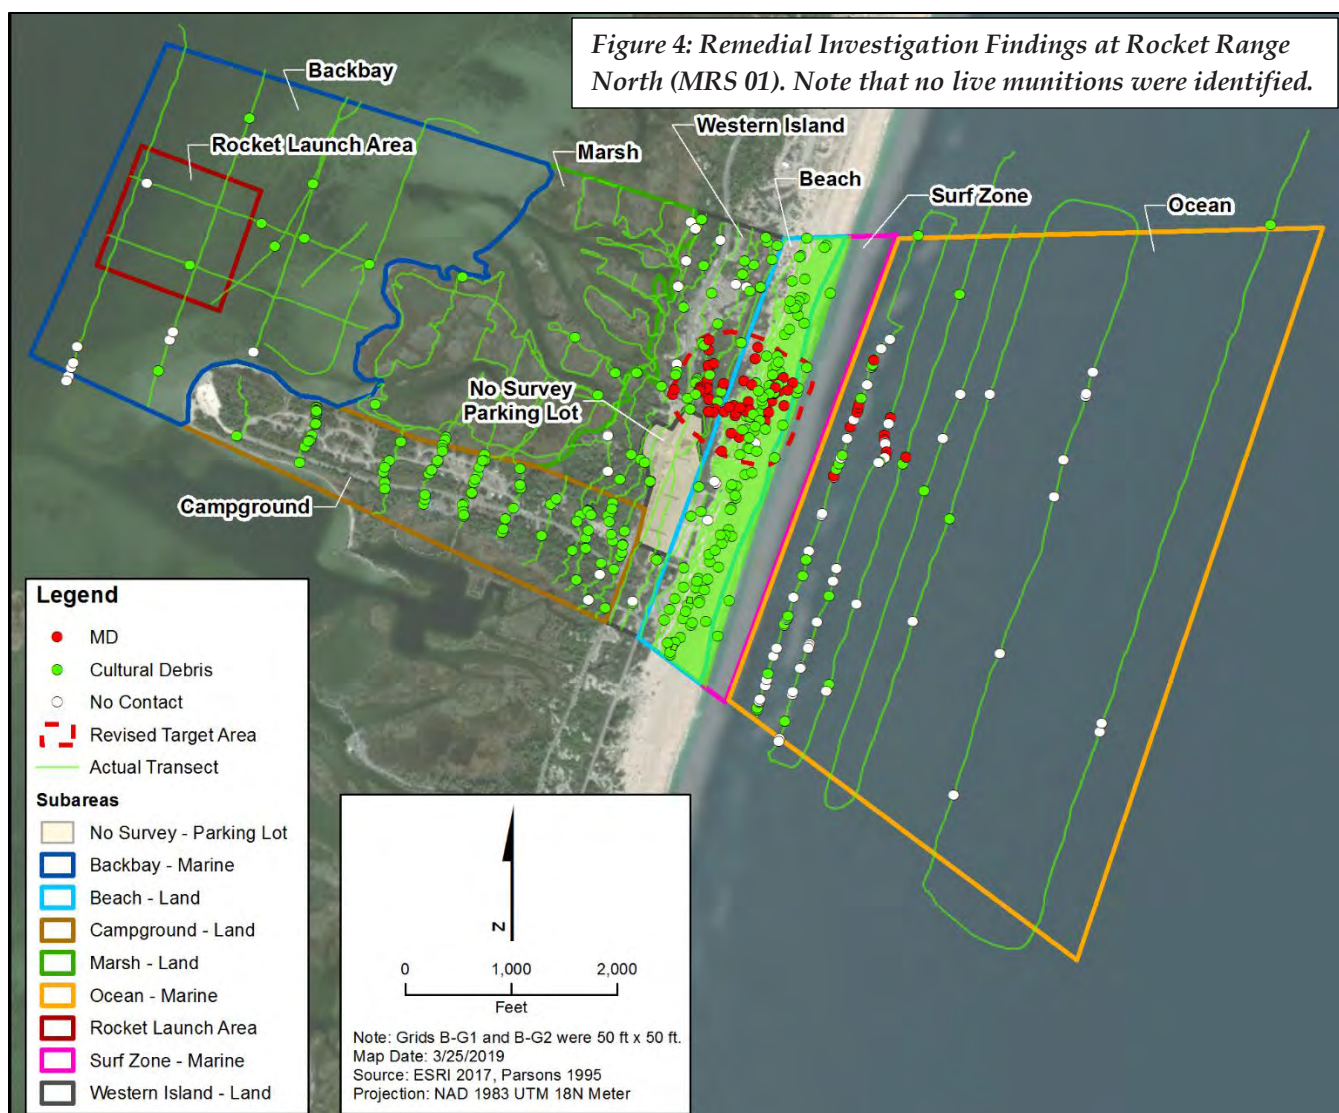 Figure 4: Remedial Investigation Findings at Rocket Range
North (MRS 01). Note that no live munitions were identified.
Backbay
Rocket Launch Area
Western Island
Marsh
Beach
Surf Zone
Ocean
No Survey
Parking Lot
Campground
Legend
MD
Cultural Debris
No Contact
Revised Target Area
Actual Transect
Subareas
No Survey - Parking Lot
Backbay - Marine
Beach - Land
Campground - Land
Marsh - Land
Ocean - Marine
Rocket Launch Area
Surf Zone - Marine
Western Island - Land
N
0 1,000 2,000
Feet
Note: Grids B-G1 and B-G2 were 50 ft x 50 ft.
Map Date: 3/25/2019
Source: ESRI 2017, Parsons 1995
Projection: NAD 1983 UTM 18N Meter